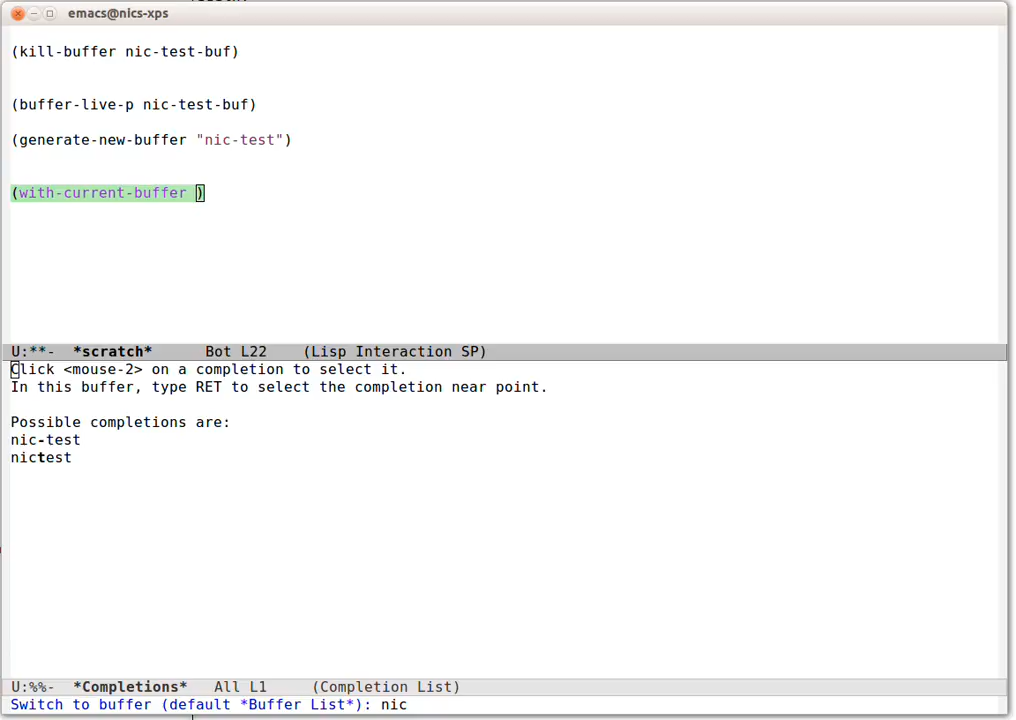 emacs@nics-xps
(kill-buffer nic-test-buf)
(buffer-live-p nic-test-buf)
(generate-new-buffer "nic-test")
(with-current-buffer )
U:**-  *scratch*      Bot L22    (Lisp Interaction SP)
Click <mouse-2> on a completion to select it.
In this buffer, type RET to select the completion near point.
Possible completions are:
nic-test
nictest
U:%%-  *Completions*   All L1     (Completion List)
Switch to buffer (default *Buffer List*): nic